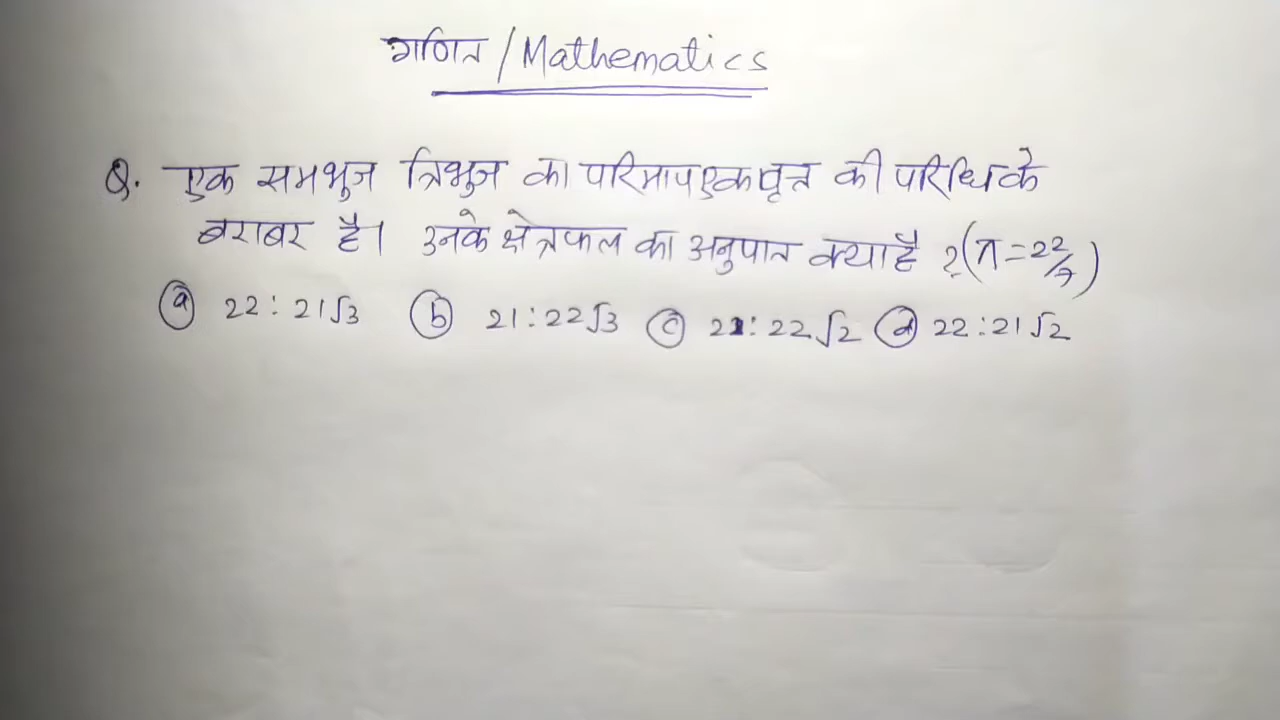 गणित / Mathematics
Q. एक समभुज त्रिभुज का परिमाप एक वृत्त की परिधि के
बराबर है। उनके क्षेत्रफल का अनुपात क्या है ? (π = 22/7)
(a) 22 : 21√3 (b) 21 : 22√3 (c) 21 : 22√2 (d) 22 : 21√2